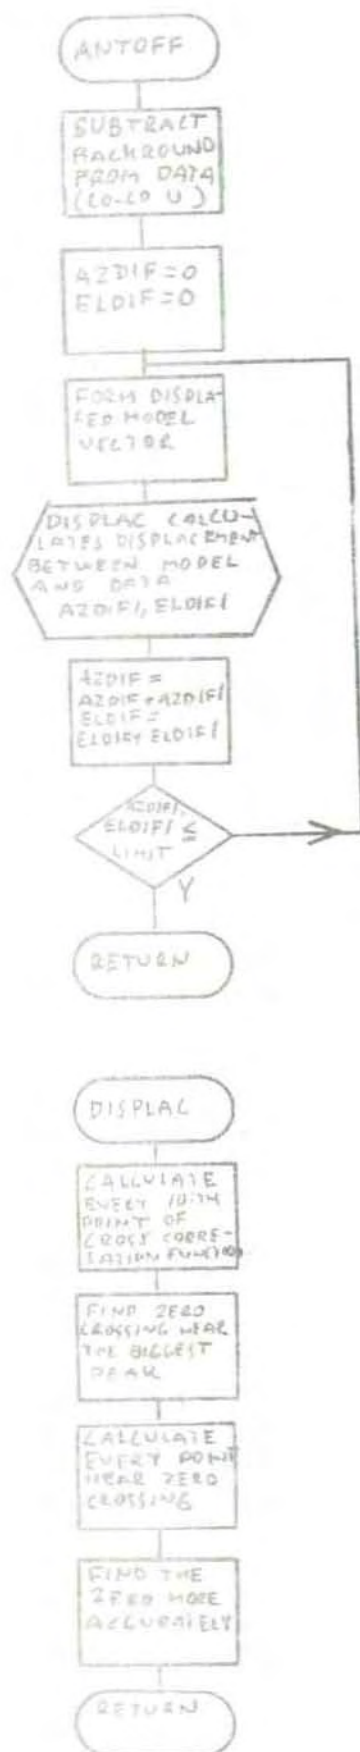 ANTOFF
SUBTRACT
BACKROUND
FROM DATA
(CO-CO U)
AZDIF=0
ELDIF=0
FORM DISPLA-
CED MODEL
VECTOR
DISPLAC CALCU-
LATES DISPLACEMENT
BETWEEN MODEL
AND DATA
AZDIF1, ELDIF1
AZDIF=
AZDIF+AZDIF1
ELDIF=
ELDIF+ELDIF1
AZDIF1,
ELDIF1 ≤
LIMIT
Y
RETURN
DISPLAC
CALCULATE
EVERY 10:TH
POINT OF
CROSS CORRE-
LATION FUNCTION
FIND ZERO
CROSSING NEAR
THE BIGGEST
PEAK
CALCULATE
EVERY POINT
NEAR ZERO
CROSSING
FIND THE
ZERO MORE
ACCURATELY
RETURN